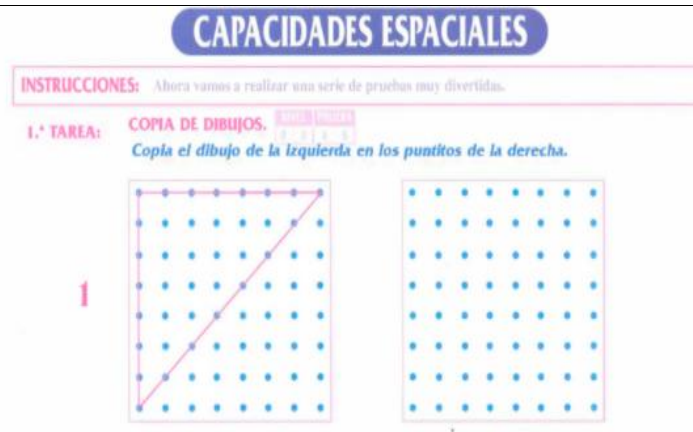 CAPACIDADES ESPACIALES
INSTRUCCIONES: Ahora vamos a realizar una serie de pruebas muy divertidas.
1.ª TAREA: COPIA DE DIBUJOS.
Copia el dibujo de la izquierda en los puntitos de la derecha.
1